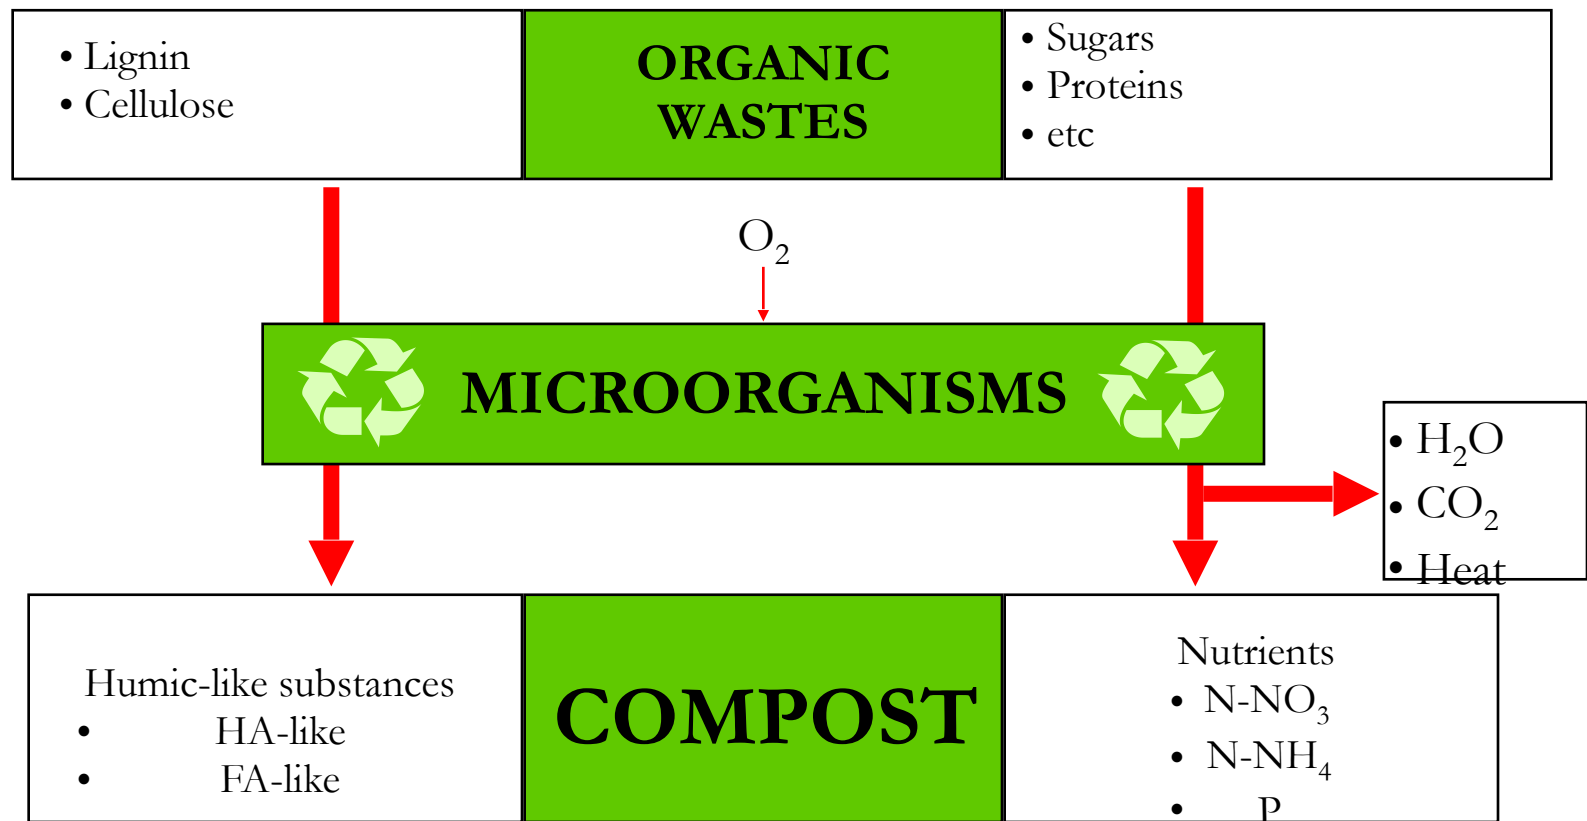 • Lignin
• Cellulose
ORGANIC
WASTES
• Sugars
• Proteins
• etc
O₂
MICROORGANISMS
• H₂O
• CO₂
• Heat
Humic-like substances
• HA-like
• FA-like
COMPOST
Nutrients
• N-NO₃
• N-NH₄
• P